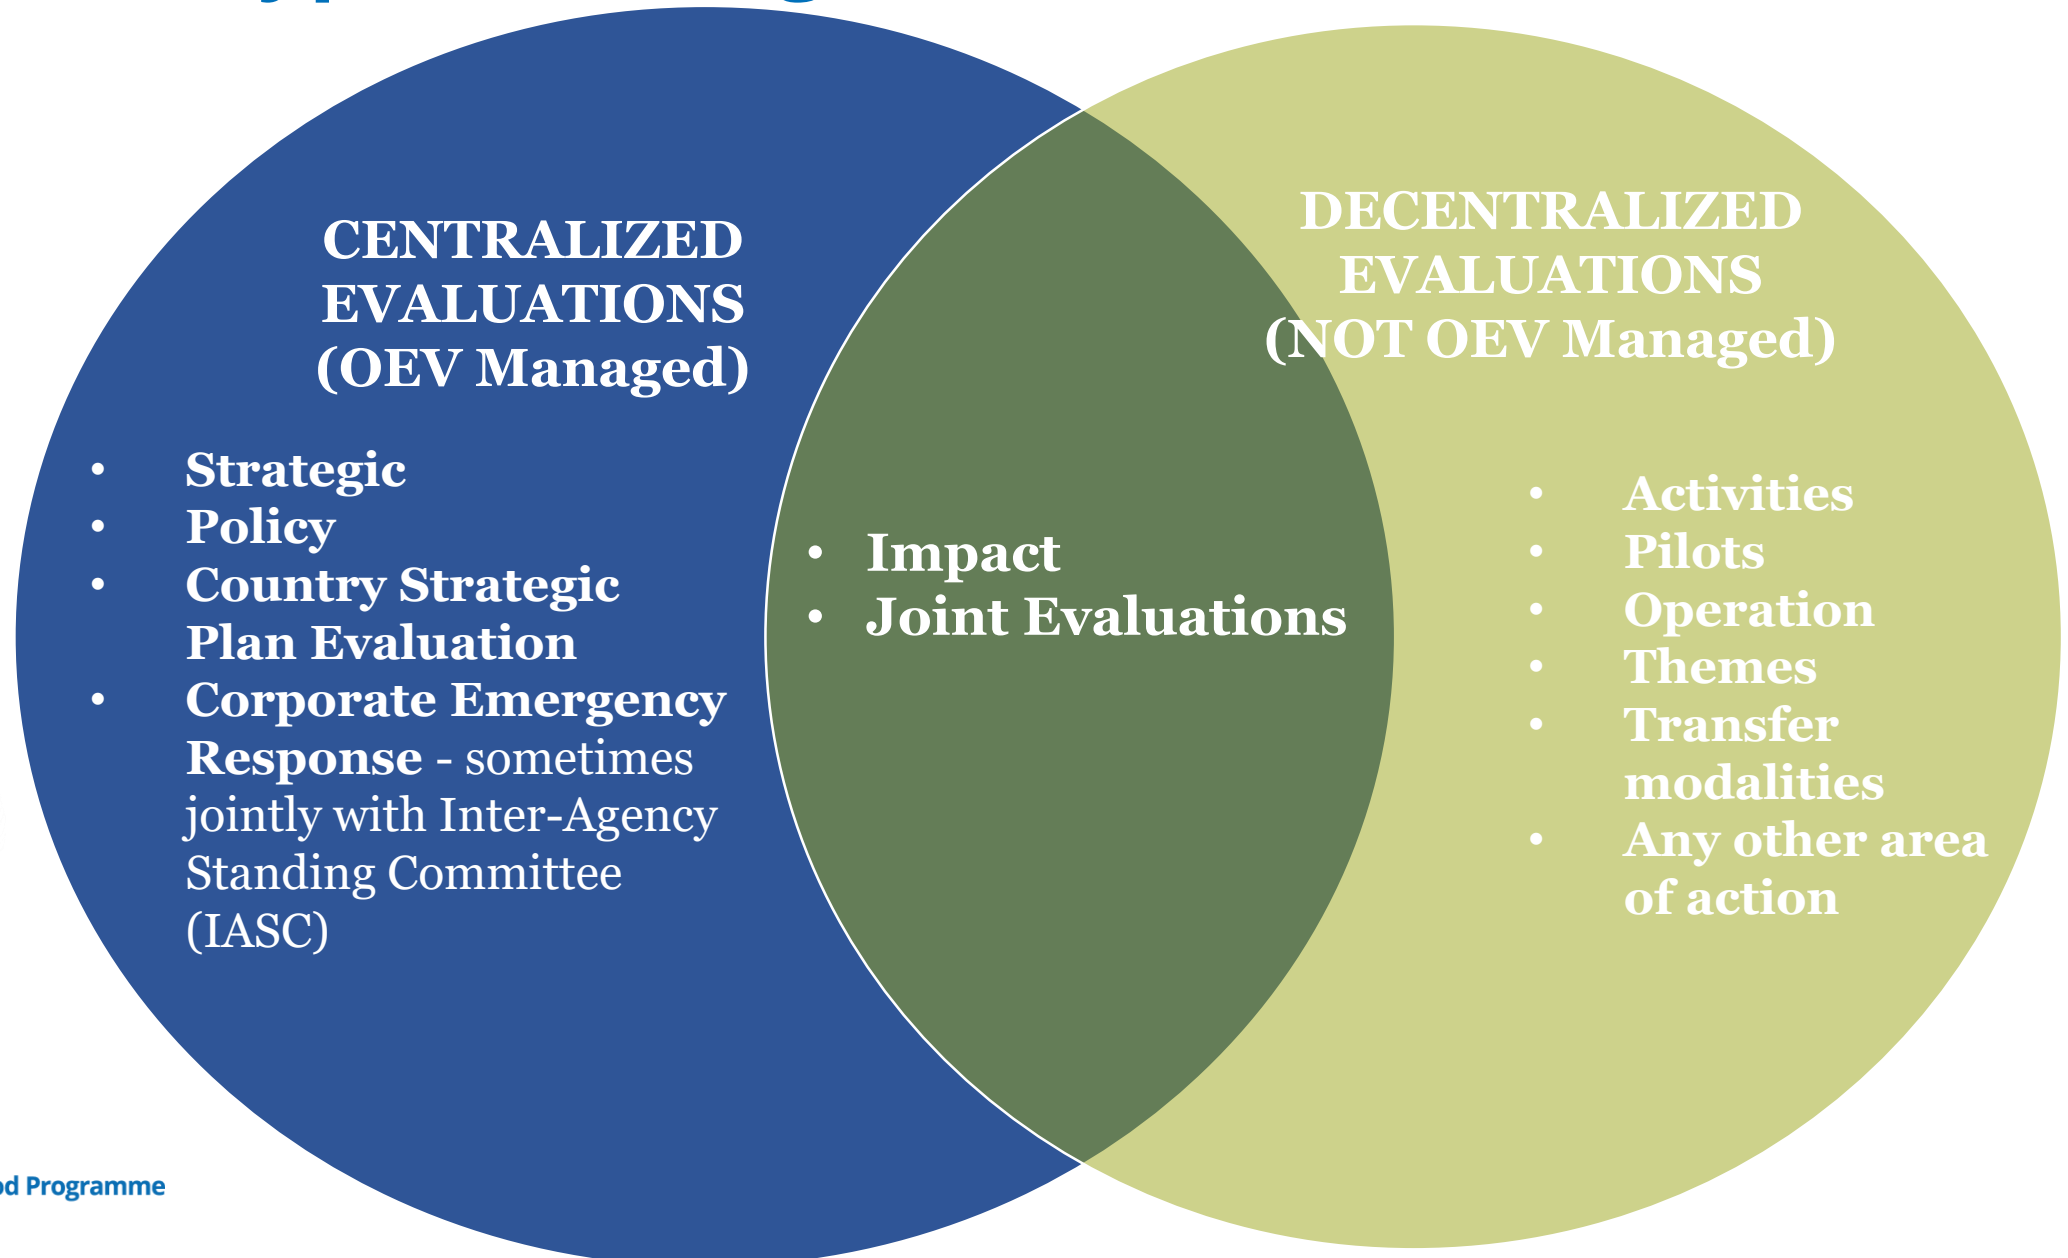 CENTRALIZED
EVALUATIONS
(OEV Managed)
• Strategic
• Policy
• Country Strategic
Plan Evaluation
• Corporate Emergency
Response - sometimes
jointly with Inter-Agency
Standing Committee
(IASC)
• Impact
• Joint Evaluations
DECENTRALIZED
EVALUATIONS
(NOT OEV Managed)
• Activities
• Pilots
• Operation
• Themes
• Transfer
modalities
• Any other area
of action
Programme